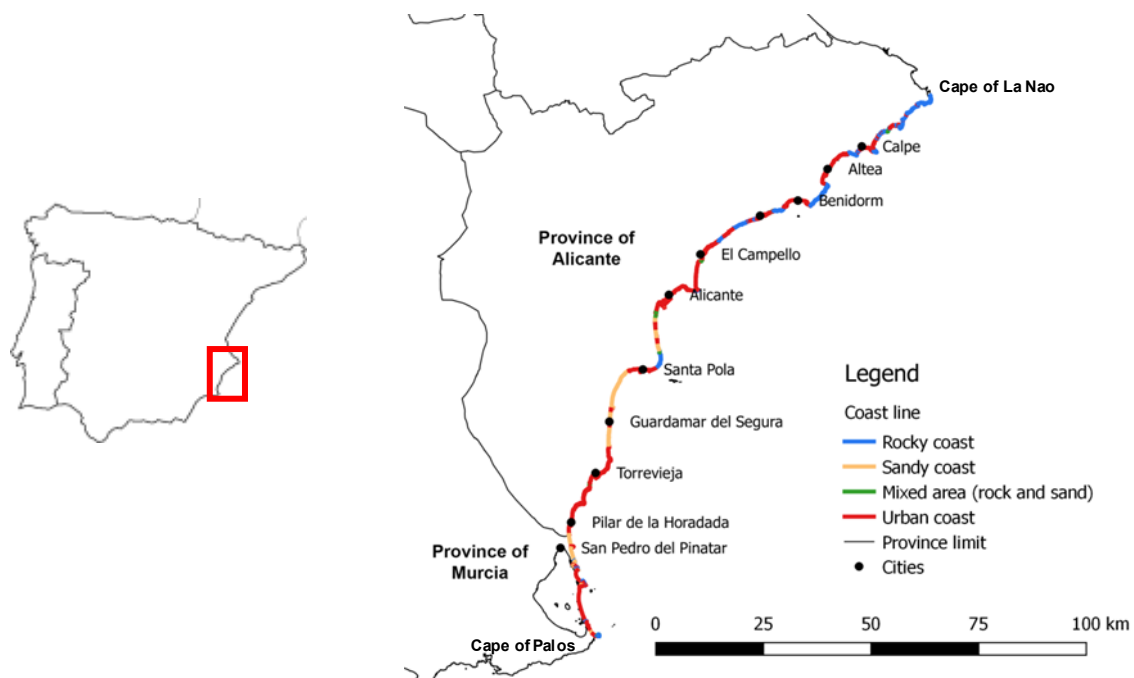 Cape of La Nao
Calpe
Altea
Benidorm
Province of
Alicante
El Campello
Alicante
Santa Pola
Guardamar del Segura
Torrevieja
Pilar de la Horadada
San Pedro del Pinatar
Province of
Murcia
Cape of Palos
Legend
Coast line
Rocky coast
Sandy coast
Mixed area (rock and sand)
Urban coast
Province limit
Cities
0 25 50 75 100 km